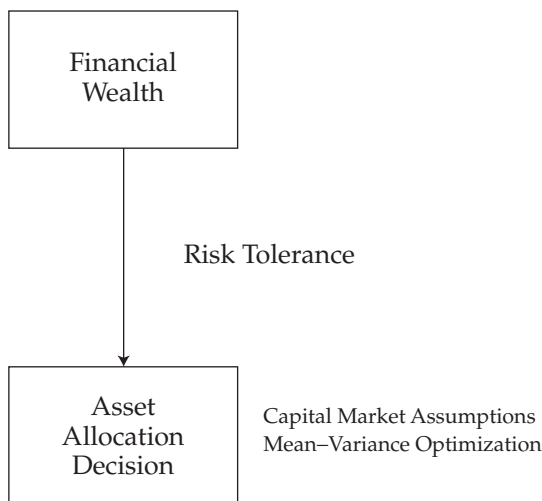 Financial
Wealth
Risk Tolerance
Asset
Allocation
Decision
Capital Market Assumptions
Mean–Variance Optimization